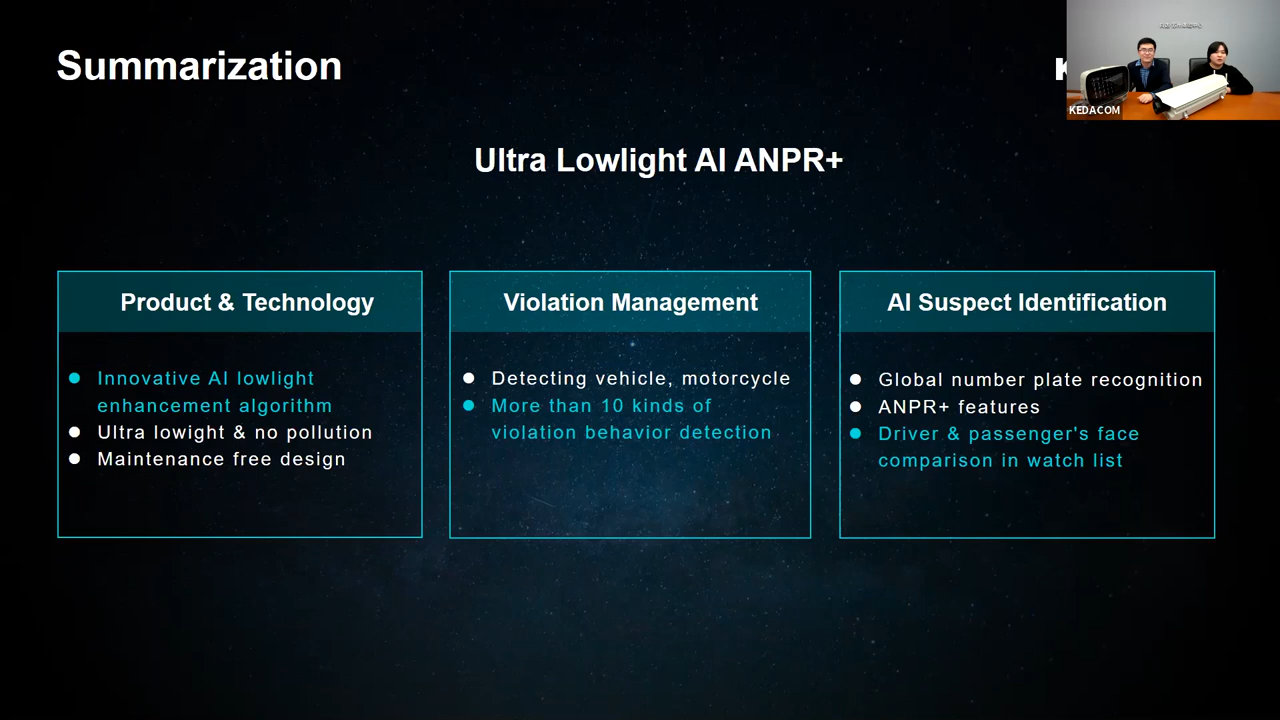 Summarization
K
KEDACOM
Ultra Lowlight AI ANPR+
Product & Technology
Innovative AI lowlight
enhancement algorithm
Ultra lowight & no pollution
Maintenance free design
Violation Management
Detecting vehicle, motorcycle
More than 10 kinds of
violation behavior detection
AI Suspect Identification
Global number plate recognition
ANPR+ features
Driver & passenger's face
comparison in watch list